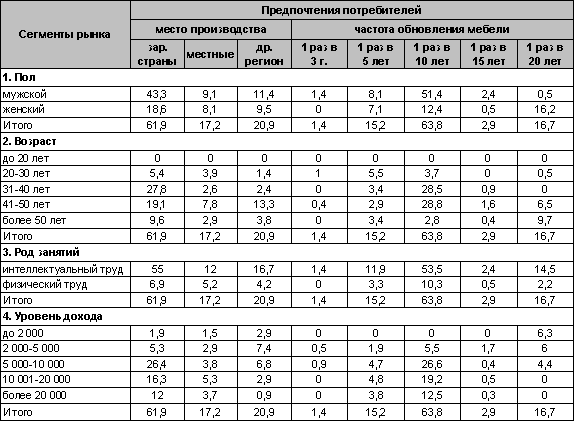 Сегменты рынка Предпочтения потребителей
место производства частота обновления мебели
зар. страны местные др. регион 1 раз в 3 г. 1 раз в 5 лет 1 раз в 10 лет 1 раз в 15 лет 1 раз в 20 лет
1. Пол
мужской 43,3 9,1 11,4 1,4 8,1 51,4 2,4 0,5
женский 18,6 8,1 9,5 0 7,1 12,4 0,5 16,2
Итого 61,9 17,2 20,9 1,4 15,2 63,8 2,9 16,7
2. Возраст
до 20 лет 0 0 0 0 0 0 0 0
20-30 лет 5,4 3,9 1,4 1 5,5 3,7 0 0,5
31-40 лет 27,8 2,6 2,4 0 3,4 28,5 0,9 0
41-50 лет 19,1 7,8 13,3 0,4 2,9 28,8 1,6 6,5
более 50 лет 9,6 2,9 3,8 0 3,4 2,8 0,4 9,7
Итого 61,9 17,2 20,9 1,4 15,2 63,8 2,9 16,7
3. Род занятий
интеллектуальный труд 55 12 16,7 1,4 11,9 53,5 2,4 14,5
физический труд 6,9 5,2 4,2 0 3,3 10,3 0,5 2,2
Итого 61,9 17,2 20,9 1,4 15,2 63,8 2,9 16,7
4. Уровень дохода
до 2 000 1,9 1,5 2,9 0 0 0 0 6,3
2 000-5 000 5,3 2,9 7,4 0,5 1,9 5,5 1,7 6
5 000-10 000 26,4 3,8 6,8 0,9 4,7 26,6 0,4 4,4
10 001-20 000 16,3 5,3 2,9 0 4,8 19,2 0,5 0
более 20 000 12 3,7 0,9 0 3,8 12,5 0,3 0
Итого 61,9 17,2 20,9 1,4 15,2 63,8 2,9 16,7